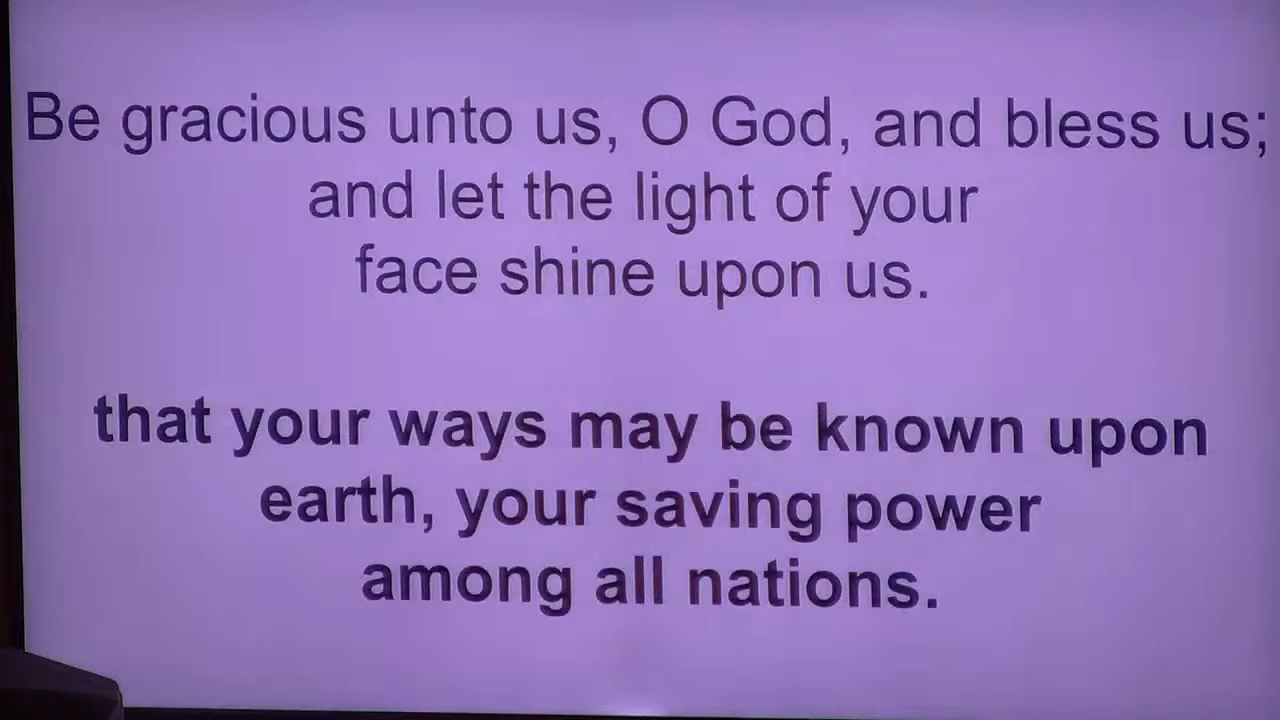 Be gracious unto us, O God, and bless us;
and let the light of your
face shine upon us.
that your ways may be known upon
earth, your saving power
among all nations.